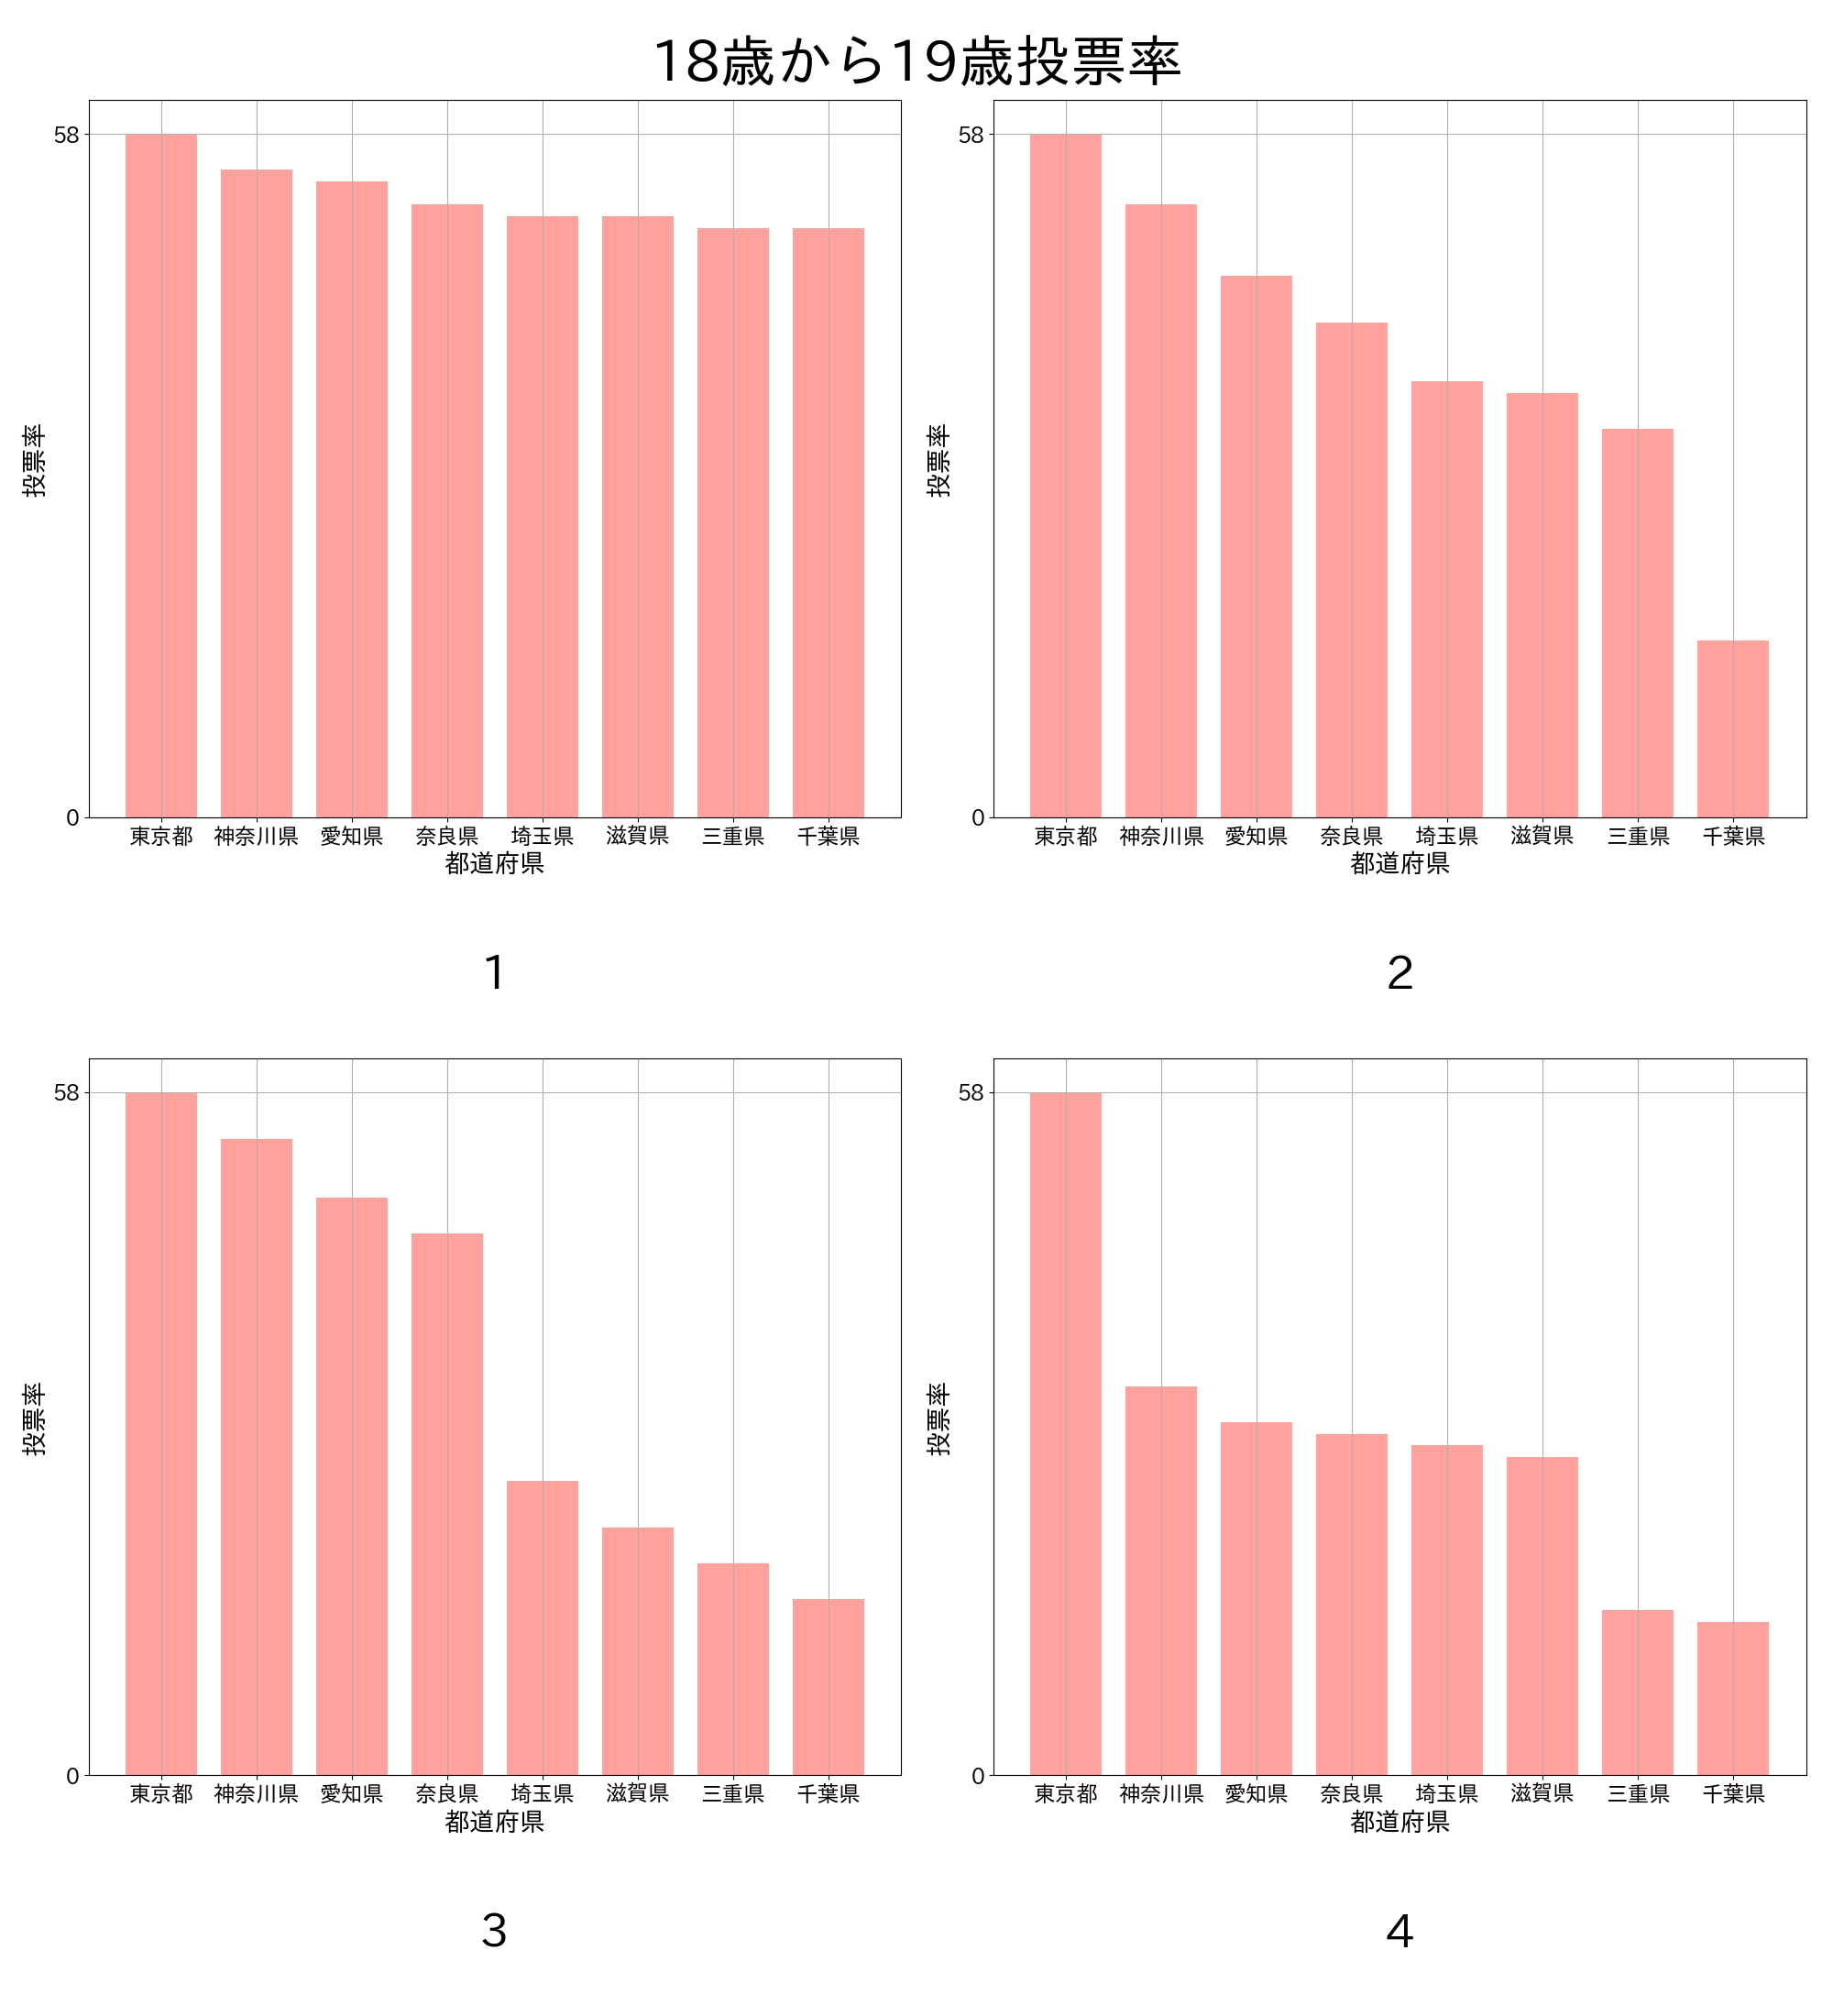 18歳から19歳投票率
58
0
投票率
東京都 神奈川県 愛知県 奈良県 埼玉県 滋賀県 三重県 千葉県
都道府県
1
58
0
投票率
東京都 神奈川県 愛知県 奈良県 埼玉県 滋賀県 三重県 千葉県
都道府県
2
58
0
投票率
東京都 神奈川県 愛知県 奈良県 埼玉県 滋賀県 三重県 千葉県
都道府県
3
58
0
投票率
東京都 神奈川県 愛知県 奈良県 埼玉県 滋賀県 三重県 千葉県
都道府県
4